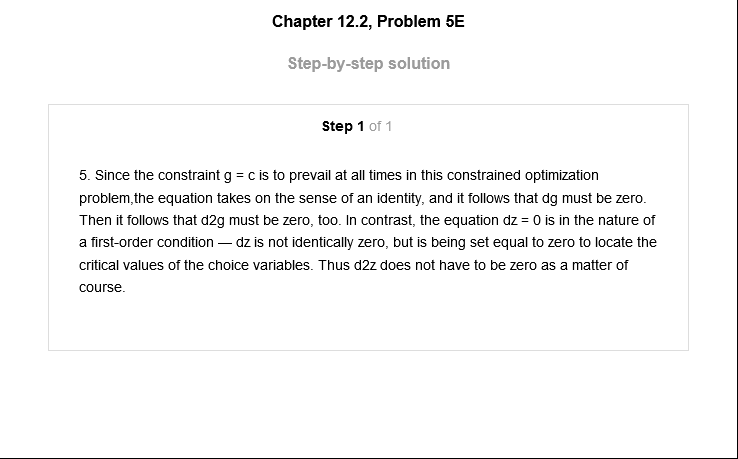 Chapter 12.2, Problem 5E
Step-by-step solution
Step 1 of 1
5. Since the constraint g = c is to prevail at all times in this constrained optimization
problem,the equation takes on the sense of an identity, and it follows that dg must be zero.
Then it follows that d2g must be zero, too. In contrast, the equation dz = 0 is in the nature of
a first-order condition — dz is not identically zero, but is being set equal to zero to locate the
critical values of the choice variables. Thus d2z does not have to be zero as a matter of
course.